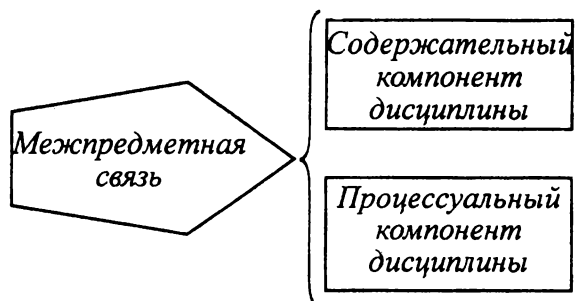 Межпредметная
связь
Содержательный
компонент
дисциплины
Процессуальный
компонент
дисциплины